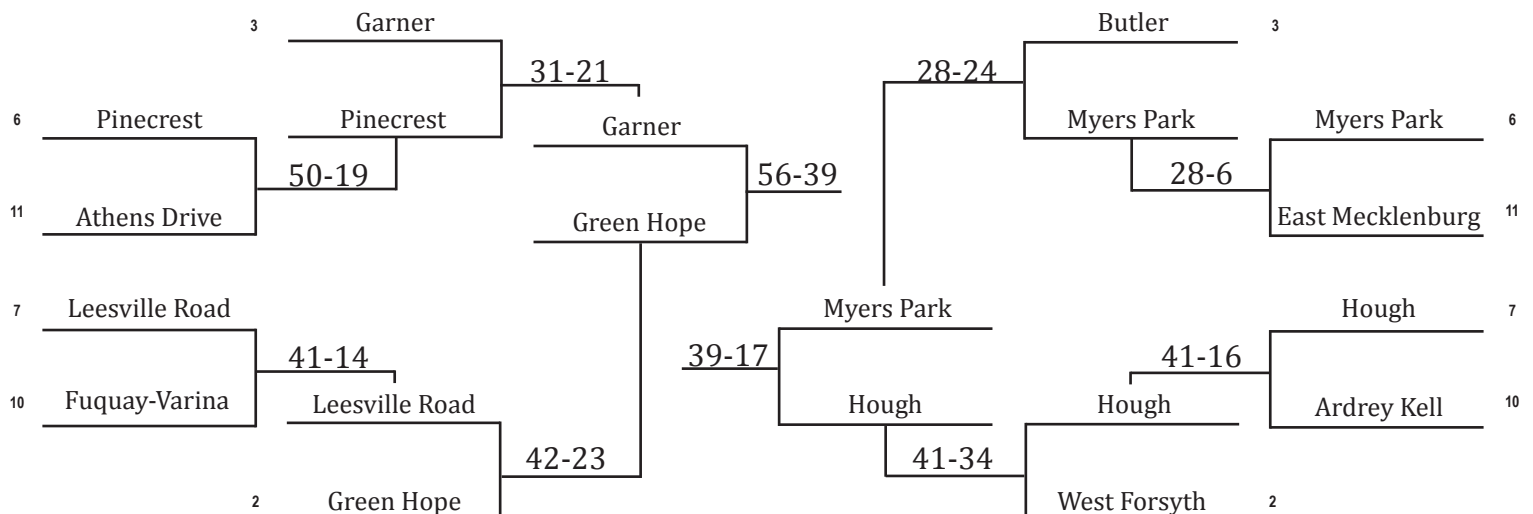 3 Garner
31-21
6 Pinecrest
Pinecrest
50-19
11 Athens Drive
Garner
56-39
Green Hope
7 Leesville Road
41-14
10 Fuquay-Varina
Leesville Road
42-23
2 Green Hope
Butler 3
28-24
Myers Park
Myers Park 6
28-6
East Mecklenburg 11
Myers Park
39-17
Hough
Hough 7
41-16
Hough
Ardrey Kell 10
41-34
West Forsyth 2